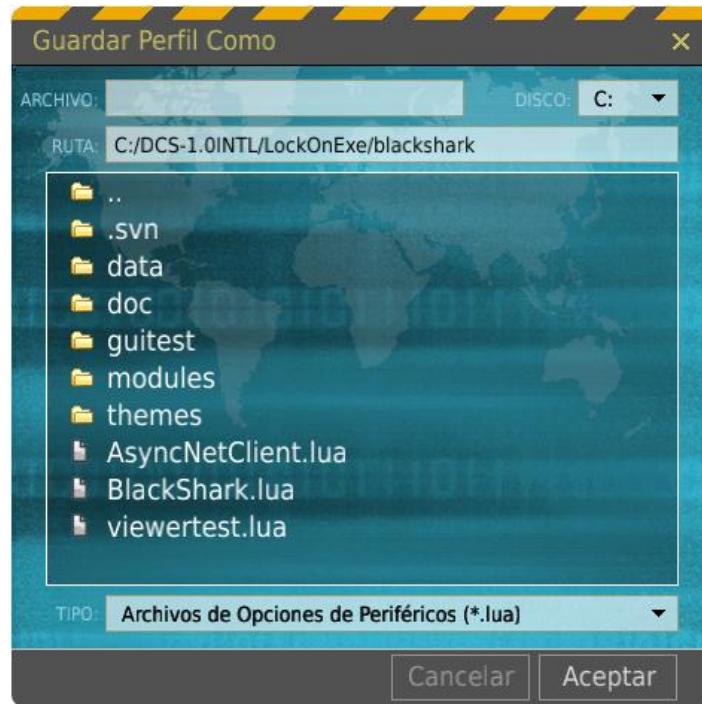 Guardar Perfil Como
ARCHIVO: DISCO: C:
RUTA: C:/DCS-1.0INTL/LockOnExe/blackshark
..
.svn
data
doc
guitest
modules
themes
AsyncNetClient.lua
BlackShark.lua
viewertest.lua
TIPO: Archivos de Opciones de Periféricos (*.lua)
Cancelar Aceptar